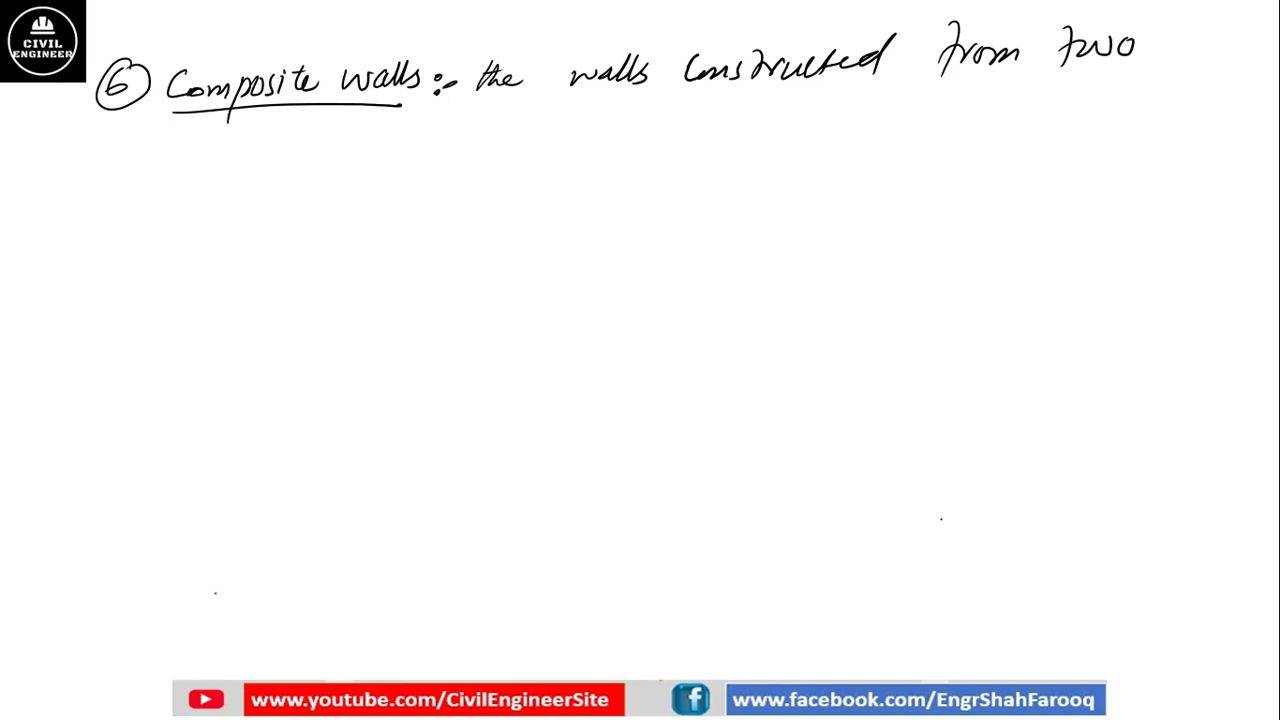 CIVIL
ENGINEER
6 Composite walls:- the walls constructed from two
www.youtube.com/CivilEngineerSite
www.facebook.com/EngrShahFarooq